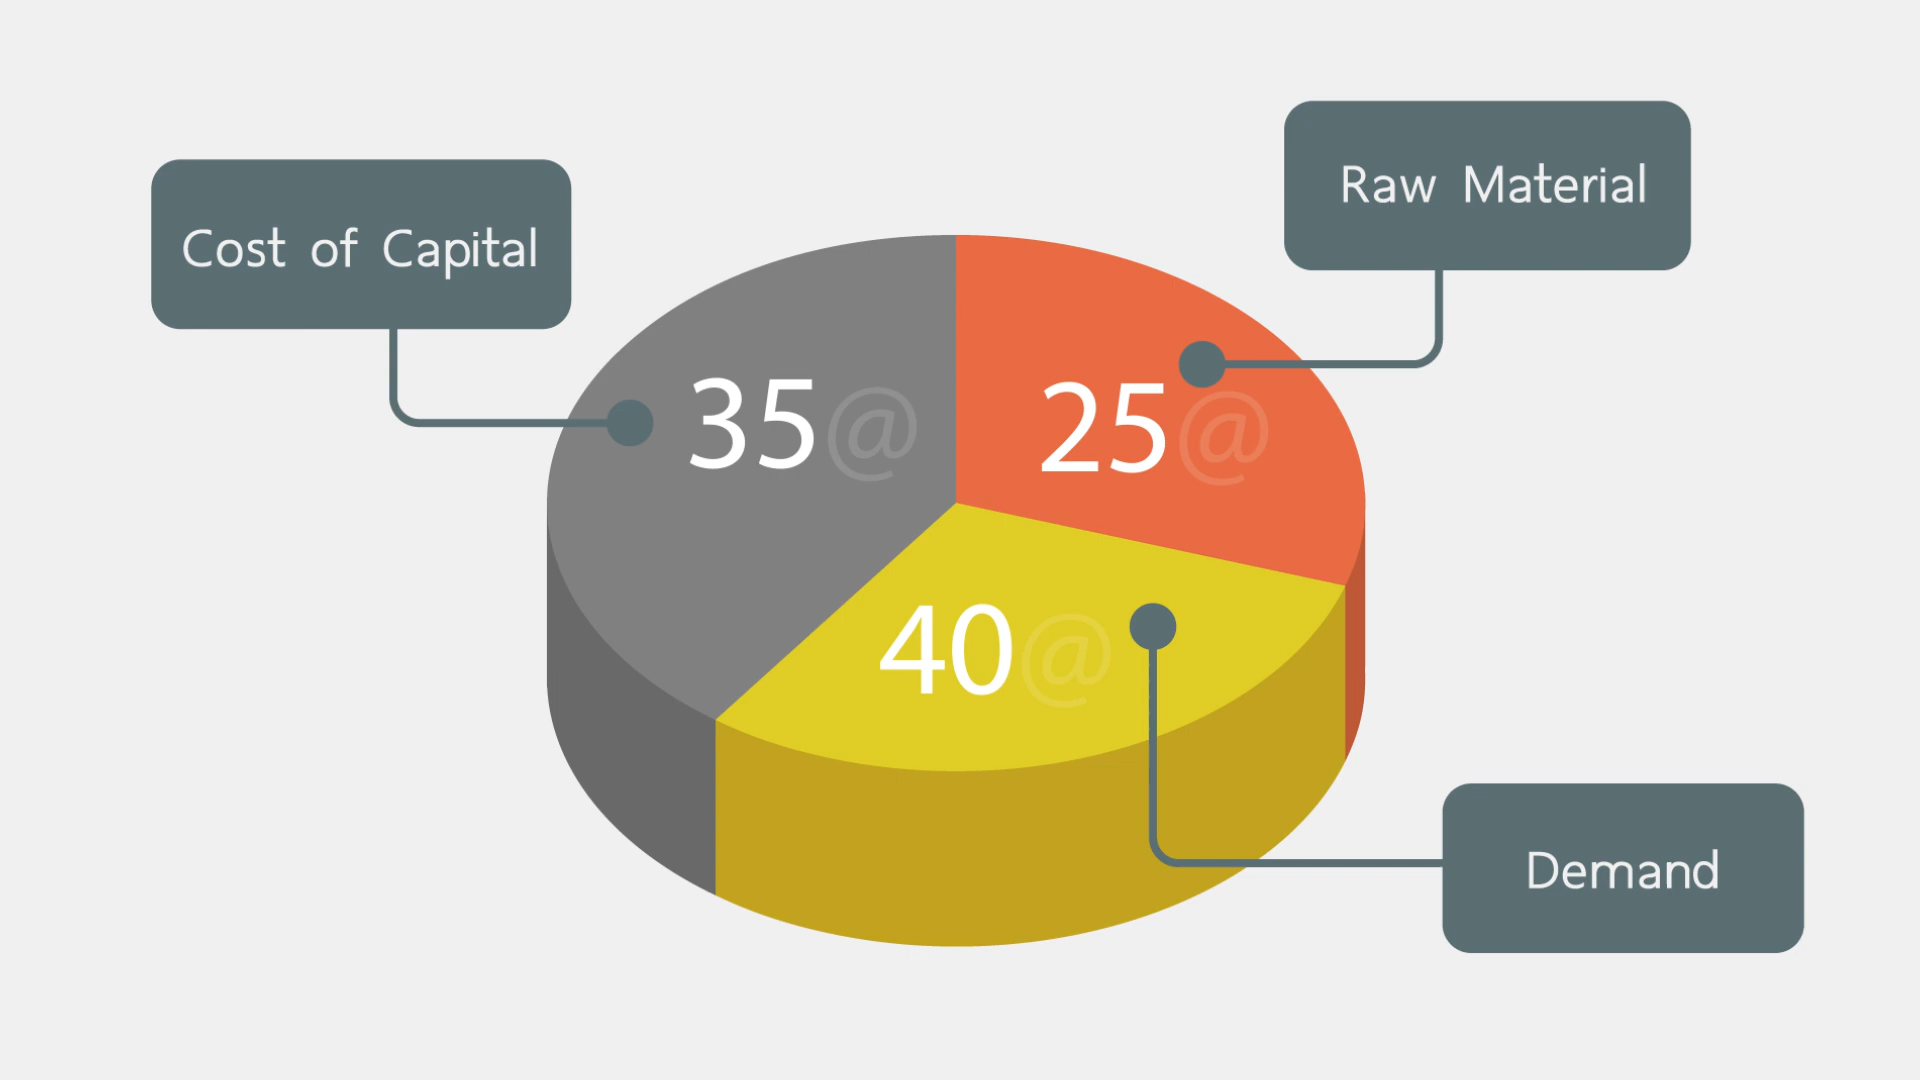 Raw Material
Cost of Capital
35@
25@
40@
Demand